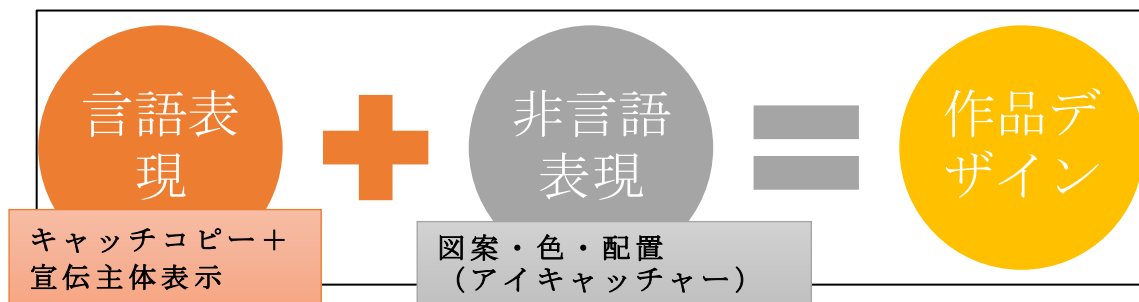 言語表
現
非言語
表現
作品デ
ザイン
キャッチコピー＋
宣伝主体表示
図案・色・配置
（アイキャッチャー）